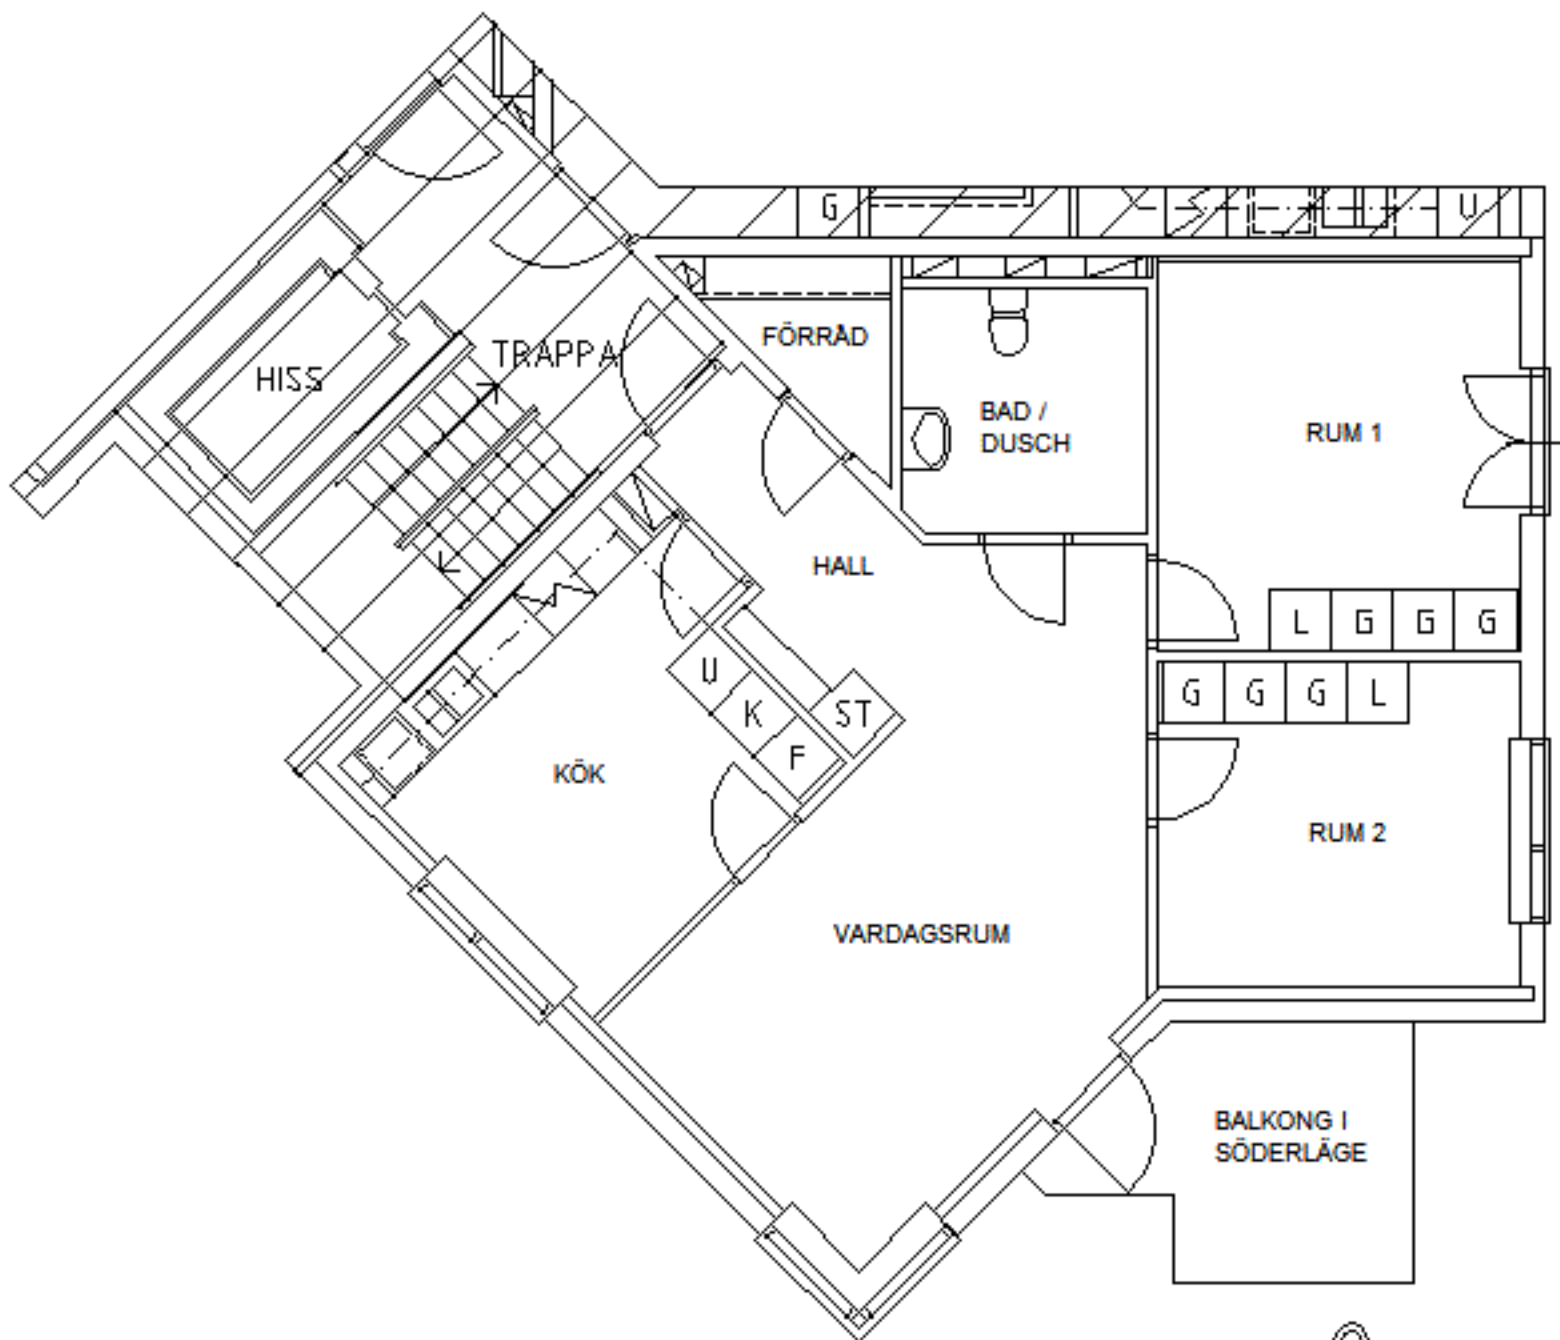 G
U
TRAPPA
HISS
FÖRRÅD
BAD /
DUSCH
RUM 1
HALL
L G G G
G G G L
U
K
F
ST
KÖK
RUM 2
VARDAGSRUM
BALKONG I
SÖDERLÄGE